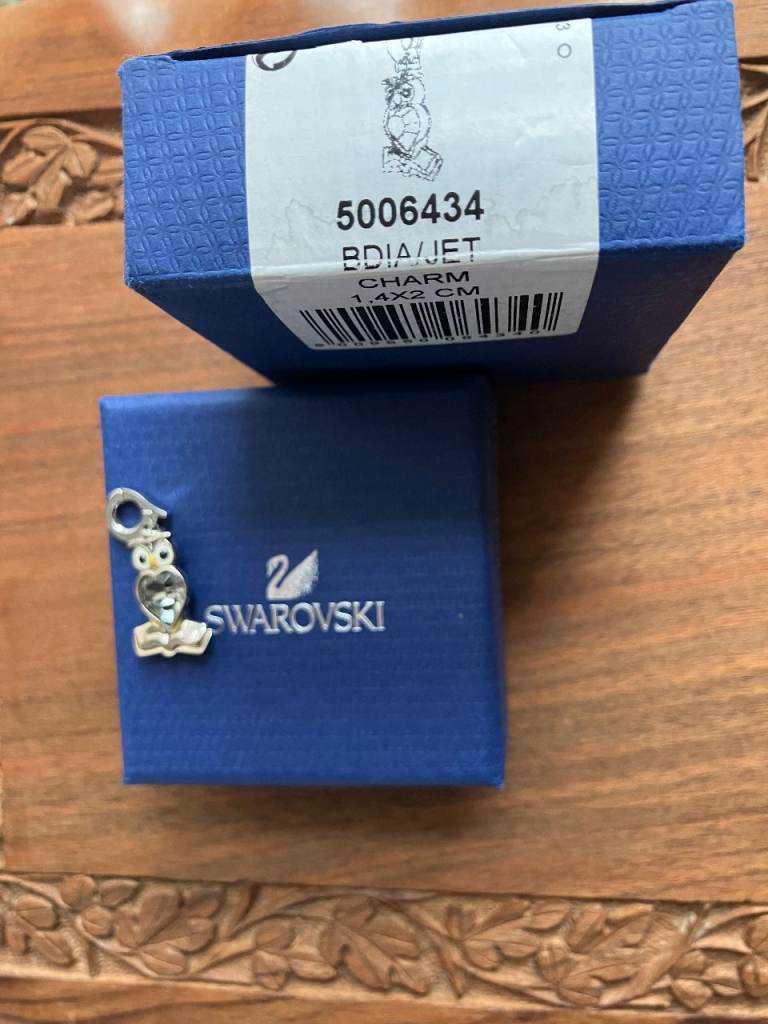 5006434
BDIA/JET
CHARM
1,4X2 CM
SWAROVSKI